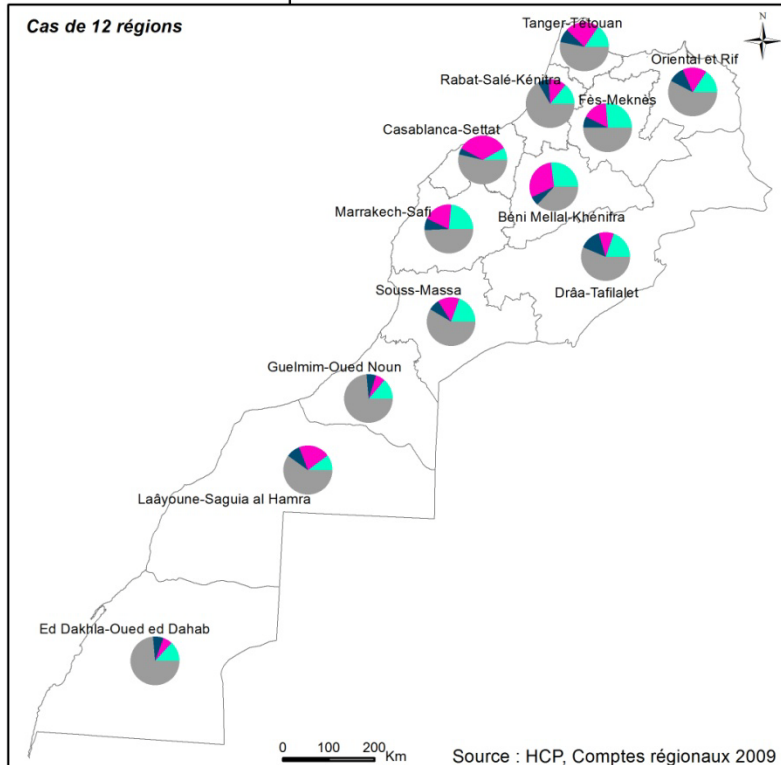 Cas de 12 régions
Tanger-Tétouan
N
Oriental et Rif
Rabat-Salé-Kénitra
Fès-Meknès
Casablanca-Settat
Marrakech-Safi
Béni Mellal-Khénifra
Drâa-Tafilalet
Souss-Massa
Guelmim-Oued Noun
Laâyoune-Saguia al Hamra
Ed Dakhla-Oued ed Dahab
0 100 200
Km
Source : HCP, Comptes régionaux 2009